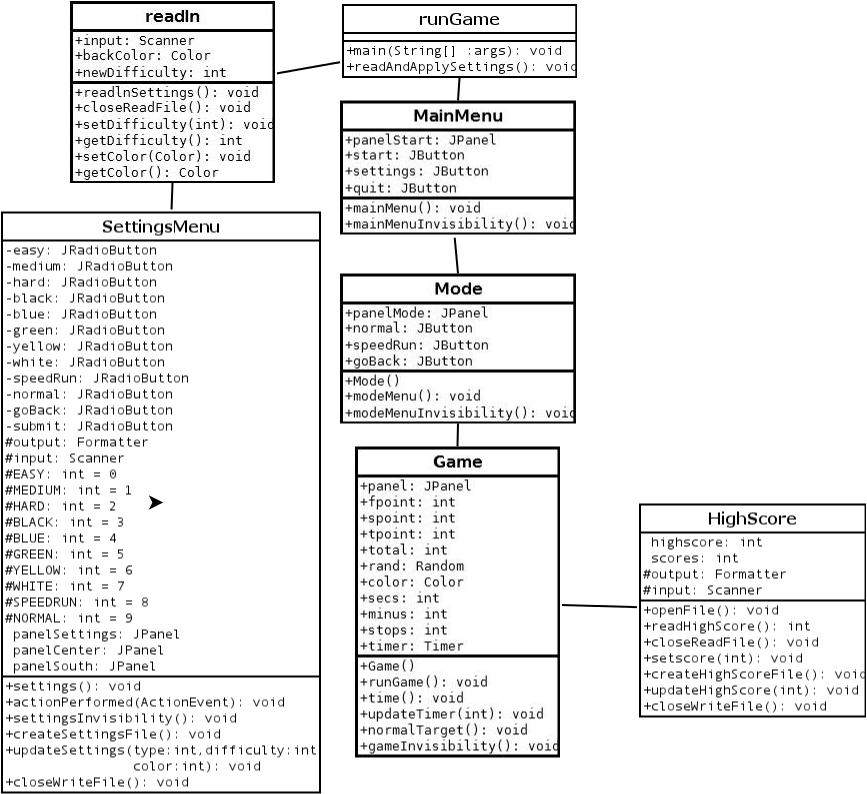 readIn
+input: Scanner
+backColor: Color
+newDifficulty: int
+readInSettings(): void
+closeReadFile(): void
+setDifficulty(int): void
+getDifficulty(): int
+setColor(Color): void
+getColor(): Color
runGame
+main(String[] :args): void
+readAndApplySettings(): void
MainMenu
+panelStart: JPanel
+start: JButton
+settings: JButton
+quit: JButton
+mainMenu(): void
+mainMenuInvisibility(): void
SettingsMenu
-easy: JRadioButton
-medium: JRadioButton
-hard: JRadioButton
-black: JRadioButton
-blue: JRadioButton
-green: JRadioButton
-yellow: JRadioButton
-white: JRadioButton
-speedRun: JRadioButton
-normal: JRadioButton
-goBack: JRadioButton
-submit: JRadioButton
#output: Formatter
#input: Scanner
#EASY: int = 0
#MEDIUM: int = 1
#HARD: int = 2
#BLACK: int = 3
#BLUE: int = 4
#GREEN: int = 5
#YELLOW: int = 6
#WHITE: int = 7
#SPEEDRUN: int = 8
#NORMAL: int = 9
panelSettings: JPanel
panelCenter: JPanel
panelSouth: JPanel
+settings(): void
+actionPerformed(ActionEvent): void
+settingsInvisibility(): void
+createSettingsFile(): void
+updateSettings(type:int,difficulty:int
color:int): void
+closeWriteFile(): void
Mode
+panelMode: JPanel
+normal: JButton
+speedRun: JButton
+goBack: JButton
+Mode()
+modeMenu(): void
+modeMenuInvisibility(): void
Game
+panel: JPanel
+fpoint: int
+spoint: int
+tpoint: int
+total: int
+rand: Random
+color: Color
+secs: int
+minus: int
+stops: int
+timer: Timer
+Game()
+runGame(): void
+time(): void
+updateTimer(int): void
+normalTarget(): void
+gameInvisibility(): void
HighScore
highscore: int
scores: int
#output: Formatter
#input: Scanner
+openFile(): void
+readHighScore(): int
+closeReadFile(): void
+setscore(int): void
+createHighScoreFile(): void
+updateHighScore(int): void
+closeWriteFile(): void